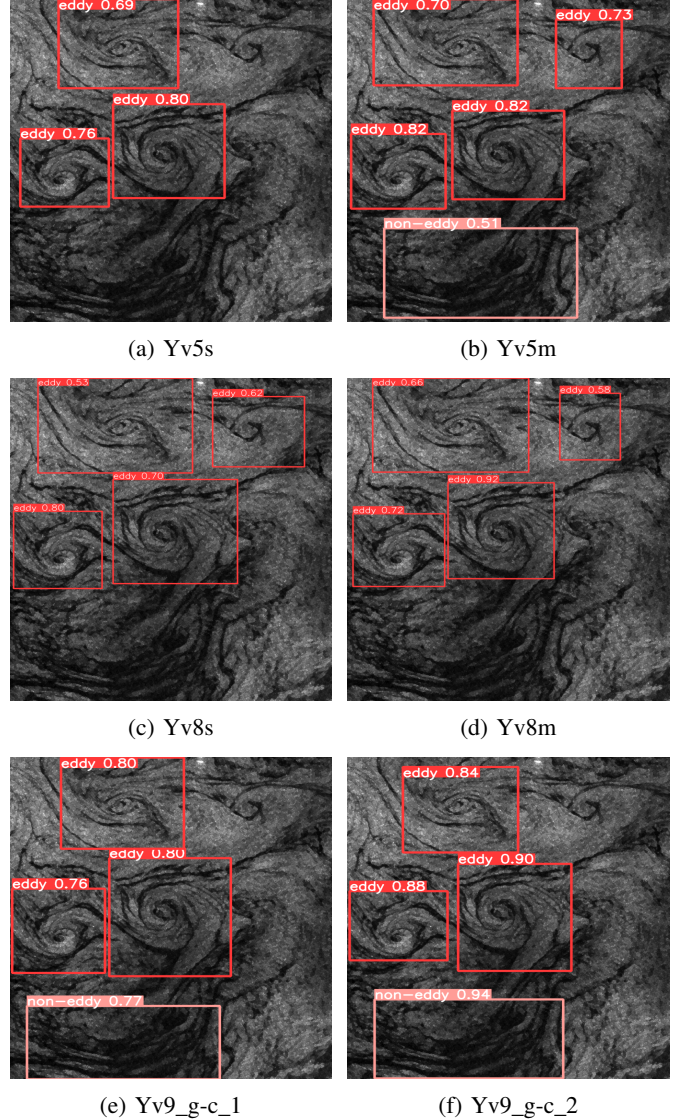 eddy 0.69
eddy 0.80
eddy 0.76
(a) Yv5s
eddy 0.70
eddy 0.73
eddy 0.82
eddy 0.82
non-eddy 0.51
(b) Yv5m
eddy 0.53
eddy 0.62
eddy 0.70
eddy 0.80
(c) Yv8s
eddy 0.66
eddy 0.58
eddy 0.92
eddy 0.72
(d) Yv8m
eddy 0.80
eddy 0.80
eddy 0.76
non-eddy 0.77
(e) Yv9_g-c_1
eddy 0.84
eddy 0.90
eddy 0.88
non-eddy 0.94
(f) Yv9_g-c_2